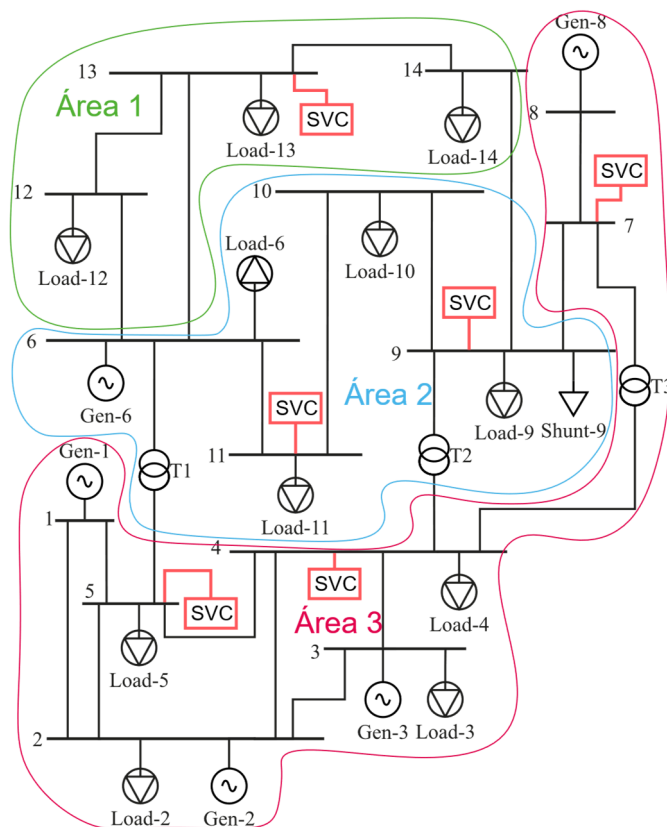 Gen-8
13
14
SVC
Área 1
Load-13
Load-14
8
SVC
12
10
7
Load-12
Load-6
Load-10
6
SVC
9
Gen-6
Área 2
T3
SVC
Load-9
Shunt-9
11
T2
Gen-1
T1
Load-11
1
4
5
SVC
SVC
Área 3
Load-4
Load-5
3
2
Gen-3
Load-3
Load-2
Gen-2